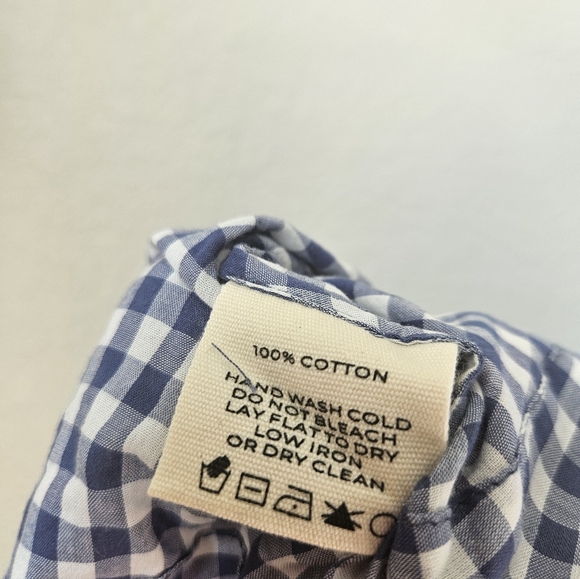 100% COTTON
HAND WASH COLD
DO NOT BLEACH
LAY FLAT TO DRY
LOW IRON
OR DRY CLEAN